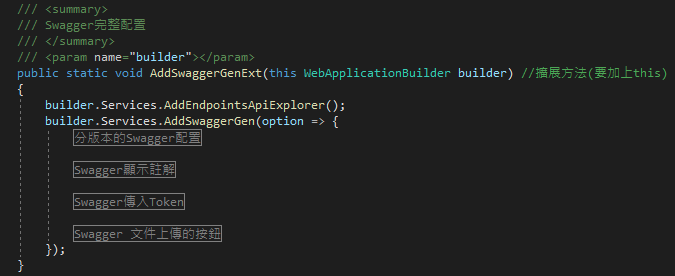 /// <summary>
/// Swagger完整配置
/// </summary>
/// <param name="builder"></param>
public static void AddSwaggerGenExt(this WebApplicationBuilder builder) //擴展方法(要加上this)
{
builder.Services.AddEndpointsApiExplorer();
builder.Services.AddSwaggerGen(option => {
分版本的Swagger配置
Swagger顯示註解
Swagger傳入Token
Swagger 文件上傳的按鈕
});
}